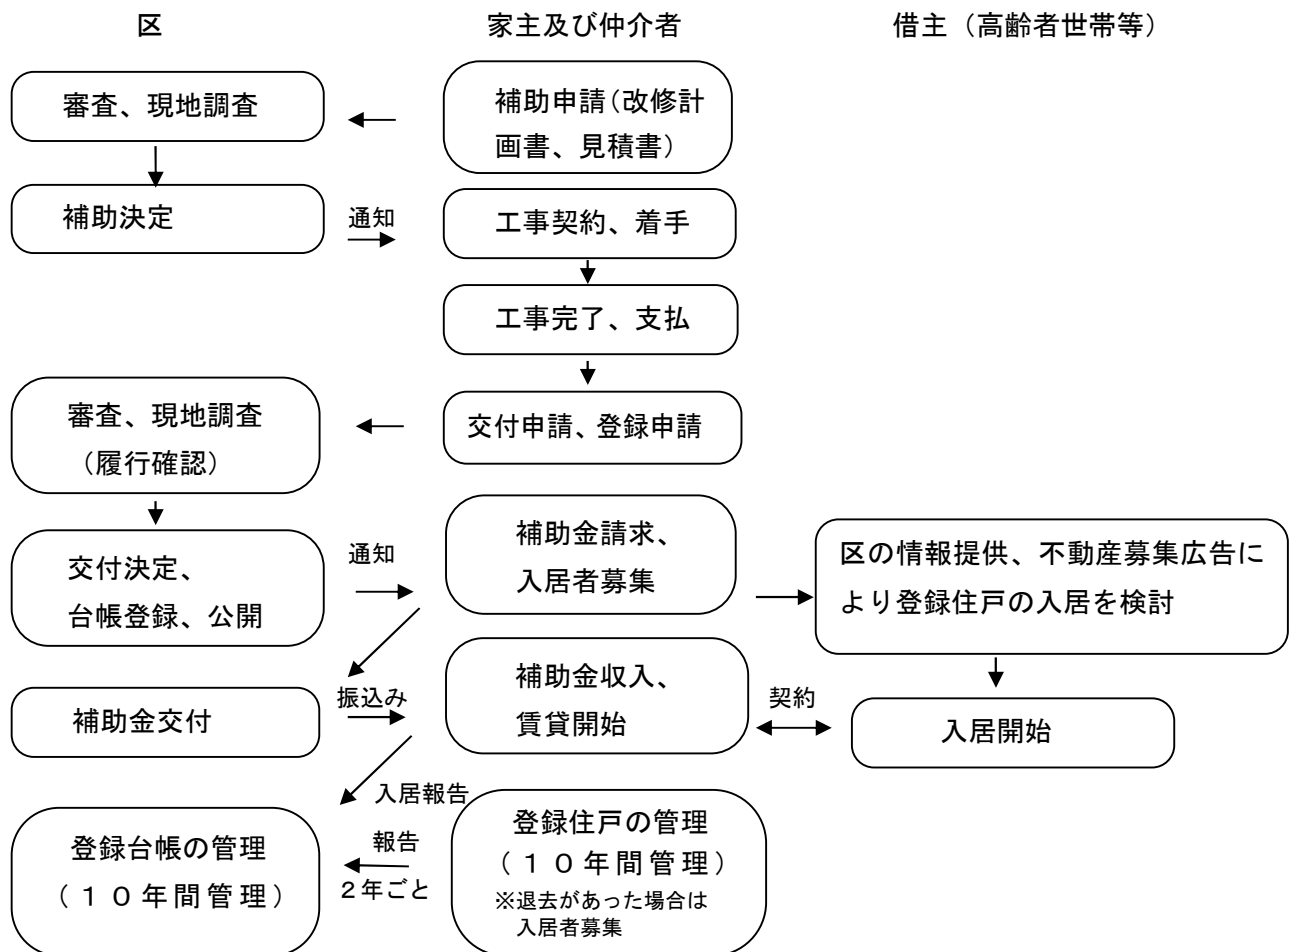 区
家主及び仲介者
借主（高齢者世帯等）
審査、現地調査
補助申請（改修計
画書、見積書）
補助決定
通知
工事契約、着手
工事完了、支払
審査、現地調査
（履行確認）
交付申請、登録申請
交付決定、
台帳登録、公開
通知
補助金請求、
入居者募集
区の情報提供、不動産募集広告に
より登録住戸の入居を検討
補助金交付
振込み
補助金収入、
賃貸開始
契約
入居開始
入居報告
登録台帳の管理
（１０年間管理）
報告
２年ごと
登録住戸の管理
（１０年間管理）
※退去があった場合は
入居者募集